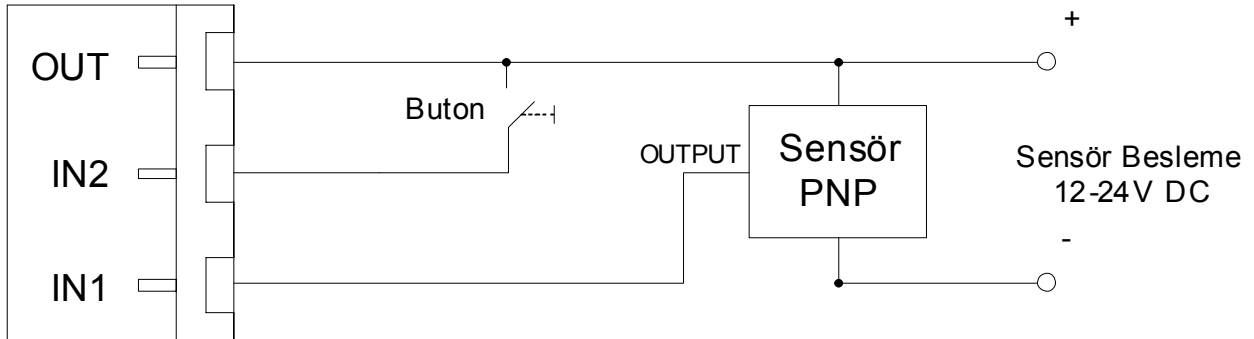 +
OUT
Buton
IN2
OUTPUT
Sensör
PNP
Sensör Besleme
12-24V DC
-
IN1